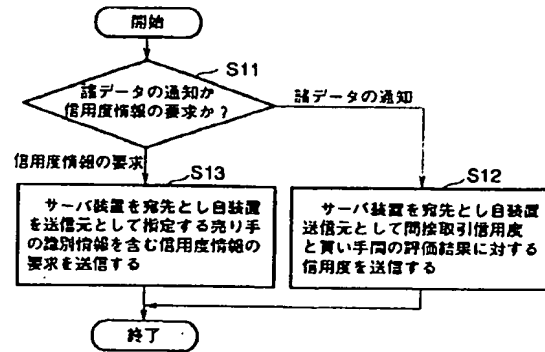 開始
S11
諸データの通知か
信用度情報の要求か?
諸データの通知
信用度情報の要求
S13
サーバ装置を宛先とし自装置
を送信元として指定する売り手
の識別情報を含む信用度情報の
要求を送信する
S12
サーバ装置を宛先とし自装置
送信元として間接取引信用度
と買い手間の評価結果に対する
信用度を送信する
終了